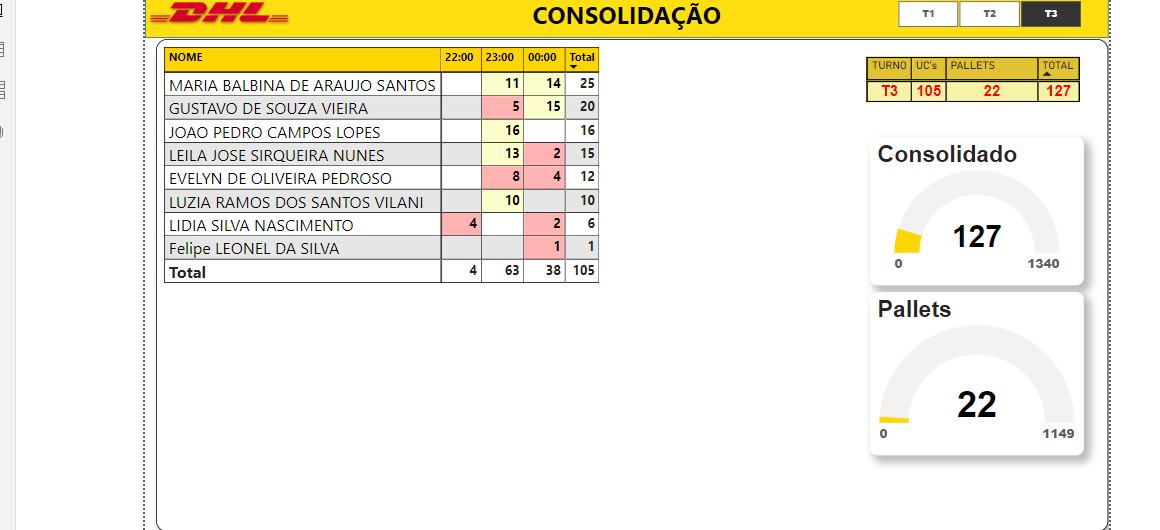 DHL CONSOLIDAÇÃO T1 T2 T3
NOME 22:00 23:00 00:00 Total
MARIA BALBINA DE ARAUJO SANTOS 11 14 25
GUSTAVO DE SOUZA VIEIRA 5 15 20
JOAO PEDRO CAMPOS LOPES 16 16
LEILA JOSE SIRQUEIRA NUNES 13 2 15
EVELYN DE OLIVEIRA PEDROSO 8 4 12
LUZIA RAMOS DOS SANTOS VILANI 10 10
LIDIA SILVA NASCIMENTO 4 2 6
Felipe LEONEL DA SILVA 1 1
Total 4 63 38 105
TURNO UC's PALLETS TOTAL
T3 105 22 127
Consolidado
127
0 1340
Pallets
22
0 1149